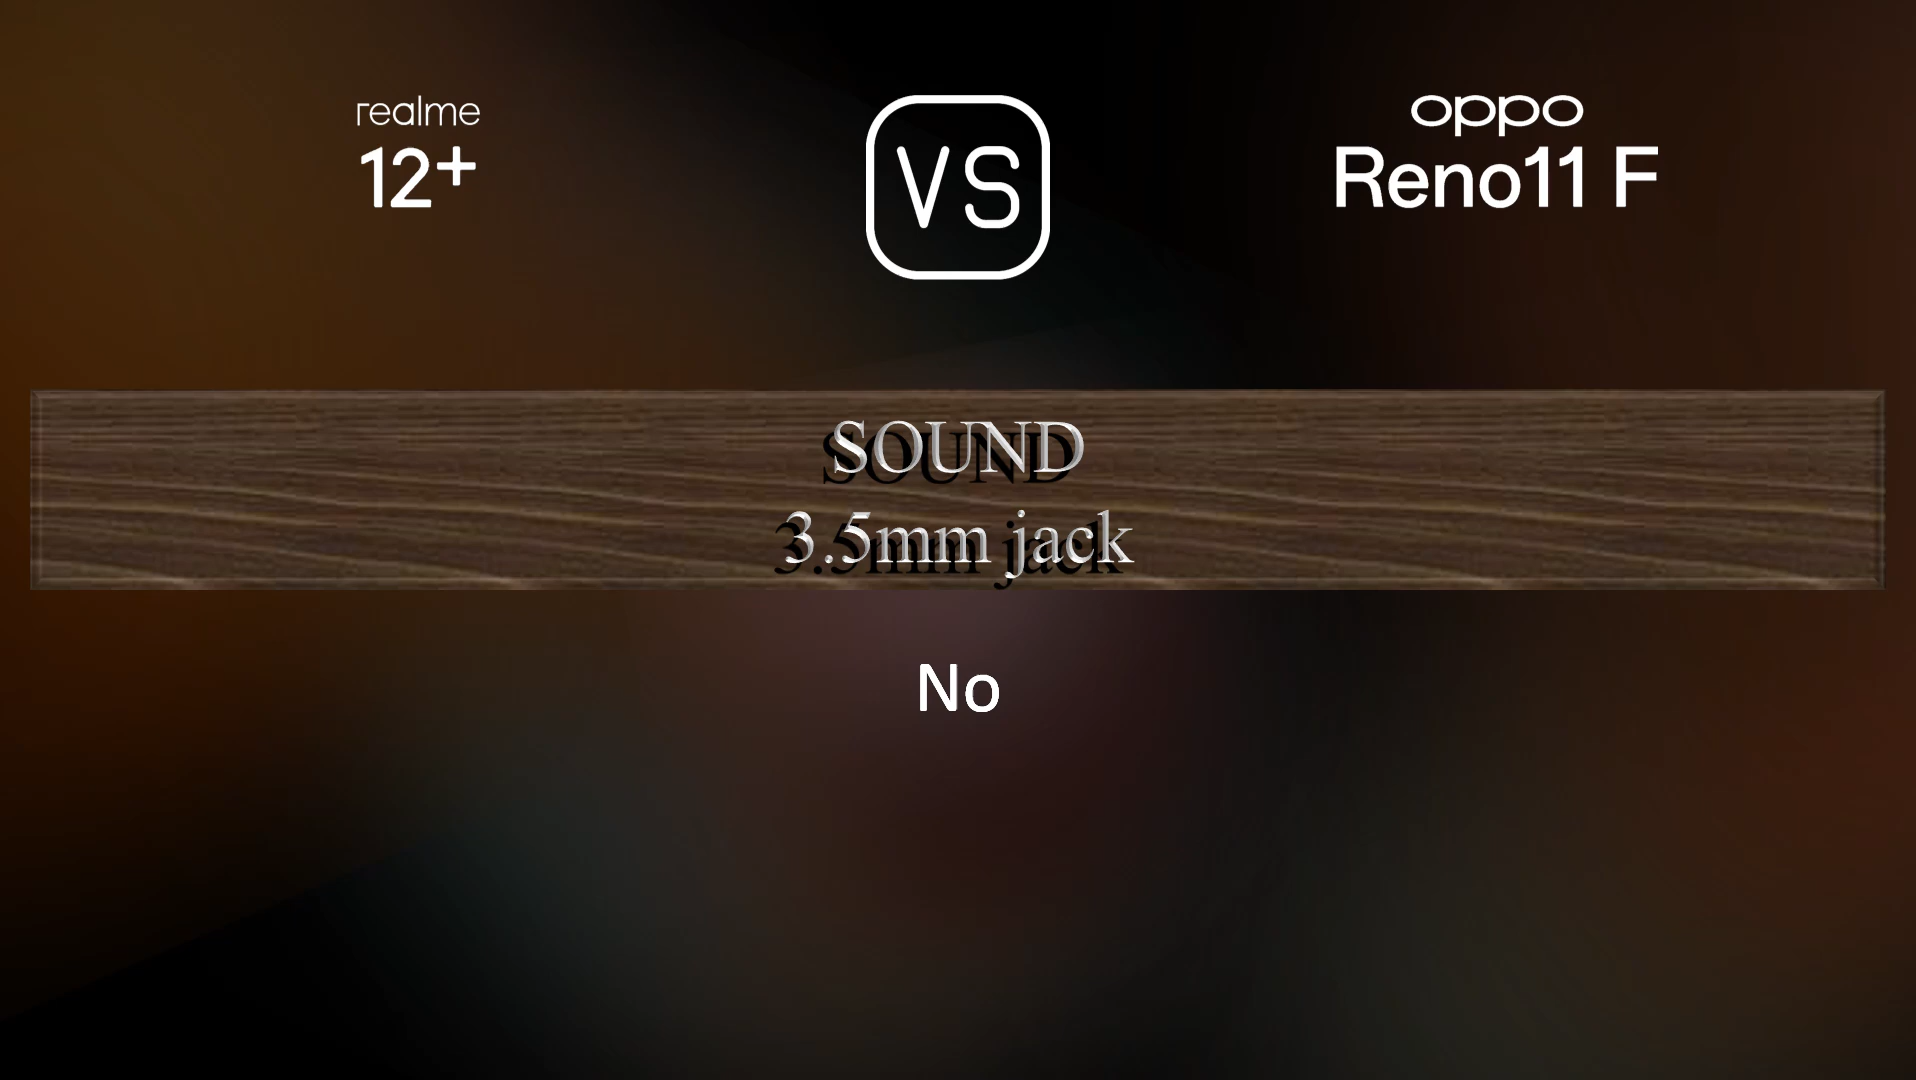 realme
12+
VS
oppo
Reno11 F
SOUND
3.5mm jack
No